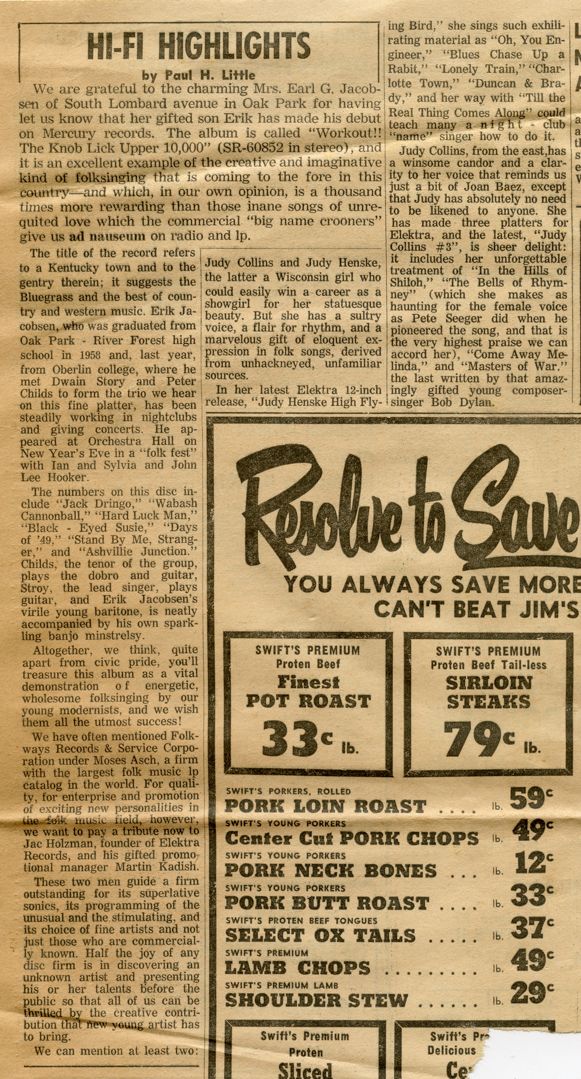 HI-FI HIGHLIGHTS
by Paul H. Little
We are grateful to the charming Mrs. Earl G. Jacob-
sen of South Lombard avenue in Oak Park for having
let us know that her gifted son Erik has made his debut
on Mercury records. The album is called "Workout!!
The Knob Lick Upper 10,000" (SR-60852 in stereo), and
it is an excellent example of the creative and imaginative
kind of folksinging that is coming to the fore in this
country—and which, in our own opinion, is a thousand
times more rewarding than those inane songs of unre-
quited love which the commercial "big name crooners"
give us ad nauseum on radio and lp.
The title of the record refers
to a Kentucky town and to the
gentry therein; it suggests the
Bluegrass and the best of coun-
try and western music. Erik Ja-
cobsen, who was graduated from
Oak Park - River Forest high
school in 1958 and, last year,
from Oberlin college, where he
met Dwain Story and Peter
Childs to form the trio we hear
on this fine platter, has been
steadily working in nightclubs
and giving concerts. He ap-
peared at Orchestra Hall on
New Year's Eve in a "folk fest"
with Ian and Sylvia and John
Lee Hooker.
The numbers on this disc in-
clude "Jack Dringo," "Wabash
Cannonball," "Hard Luck Man,"
"Black - Eyed Susie," "Days
of '49," "Stand By Me, Strang-
er," and "Ashvillie Junction."
Childs, the tenor of the group,
plays the dobro and guitar,
Stroy, the lead singer, plays
guitar, and Erik Jacobsen's
virile young baritone, is neatly
accompanied by his own spark-
ling banjo minstrelsy.
Altogether, we think, quite
apart from civic pride, you'll
treasure this album as a vital
demonstration of energetic,
wholesome folksinging by our
young modernists, and we wish
them all the utmost success!
We have often mentioned Folk-
ways Records & Service Corpo-
ration under Moses Asch, a firm
with the largest folk music lp
catalog in the world. For quali-
ty, for enterprise and promotion
of exciting new personalities in
the folk music field, however,
we want to pay a tribute now to
Jac Holzman, founder of Elektra
Records, and his gifted promo-
tional manager Martin Kadish.
These two men guide a firm
outstanding for its superlative
sonics, its programming of the
unusual and the stimulating, and
its choice of fine artists and not
just those who are commercial-
ly known. Half the joy of any
disc firm is in discovering an
unknown artist and presenting
his or her talents before the
public so that all of us can be
thrilled by the creative contri-
bution that new young artist has
to bring.
We can mention at least two:
Judy Collins and Judy Henske,
the latter a Wisconsin girl who
could easily win a career as a
showgirl for her statuesque
beauty. But she has a sultry
voice, a flair for rhythm, and a
marvelous gift of eloquent ex-
pression in folk songs, derived
from unhackneyed, unfamiliar
sources.
In her latest Elektra 12-inch
release, "Judy Henske High Fly-
ing Bird," she sings such exhili-
rating material as "Oh, You En-
gineer," "Blues Chase Up a
Rabit," "Lonely Train," "Char-
lotte Town," "Duncan & Bra-
dy," and her way with "Till the
Real Thing Comes Along" could
teach many a night - club
"name" singer how to do it.
Judy Collins, from the east,has
a winsome candor and a clar-
ity to her voice that reminds us
just a bit of Joan Baez, except
that Judy has absolutely no need
to be likened to anyone. She
has made three platters for
Elektra, and the latest, "Judy
Collins #3", is sheer delight:
it includes her unforgettable
treatment of "In the Hills of
Shiloh," "The Bells of Rhym-
ney" (which she makes as
haunting for the female voice
as Pete Seeger did when he
pioneered the song, and that is
the very highest praise we can
accord her), "Come Away Me-
linda," and "Masters of War."
the last written by that amaz-
ingly gifted young composer-
singer Bob Dylan.
Resolve to Save
YOU ALWAYS SAVE MORE
CAN'T BEAT JIM'S
SWIFT'S PREMIUM
Proten Beef
Finest
POT ROAST
33c lb.
SWIFT'S PREMIUM
Proten Beef Tail-less
SIRLOIN
STEAKS
79c lb.
SWIFT'S PORKERS, ROLLED
PORK LOIN ROAST .... lb. 59c
SWIFT'S YOUNG PORKERS
Center Cut PORK CHOPS lb. 49c
SWIFT'S YOUNG PORKERS
PORK NECK BONES ... lb. 12c
SWIFT'S YOUNG PORKERS
PORK BUTT ROAST .... lb. 33c
SWIFT'S PROTEN BEEF TONGUES
SELECT OX TAILS ..... lb. 37c
SWIFT'S PREMIUM
LAMB CHOPS ........ lb. 49c
SWIFT'S PREMIUM LAMB
SHOULDER STEW ...... lb. 29c
Swift's Premium
Proten
Sliced
Swift's Pr
Delicious
Ce